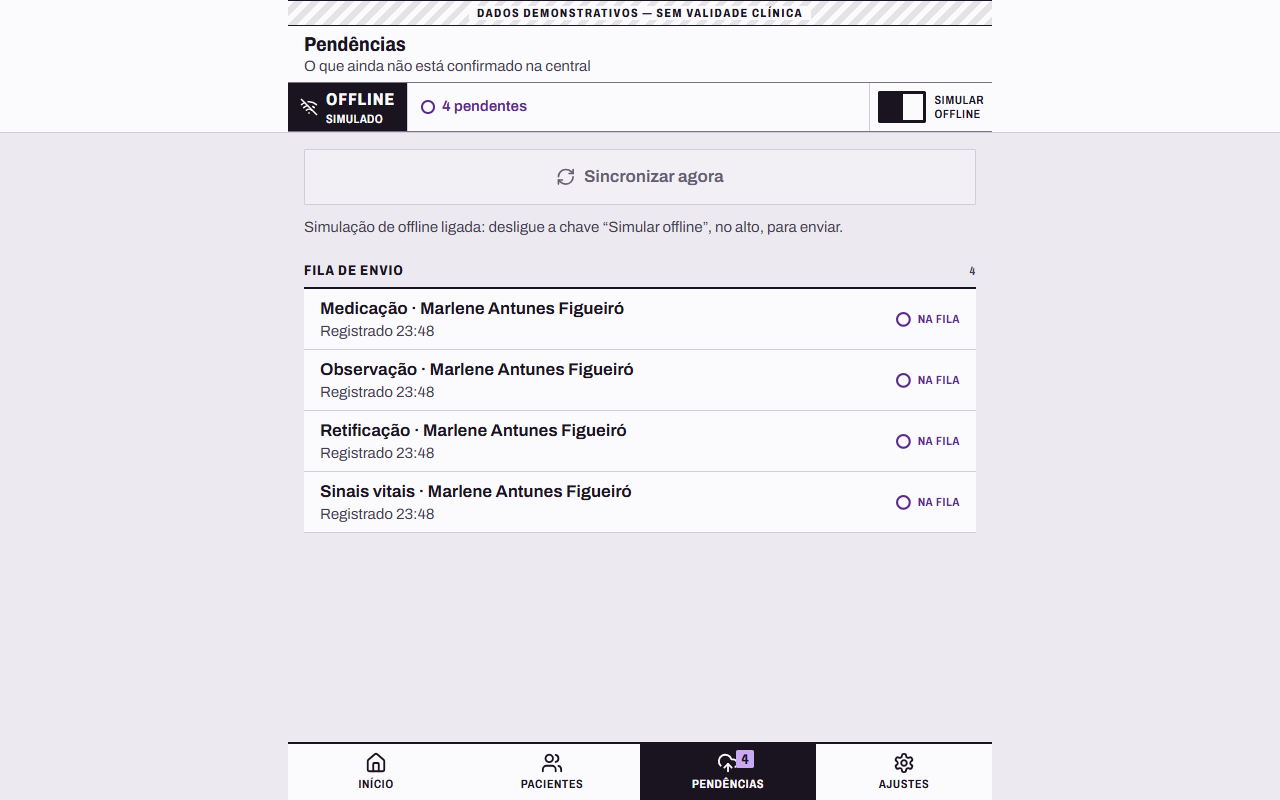 DADOS DEMONSTRATIVOS — SEM VALIDADE CLÍNICA
Pendências
O que ainda não está confirmado na central
OFFLINE
SIMULADO
4 pendentes
SIMULAR
OFFLINE
Sincronizar agora
Simulação de offline ligada: desligue a chave “Simular offline”, no alto, para enviar.
FILA DE ENVIO
4
Medicação · Marlene Antunes Figueiró
Registrado 23:48
NA FILA
Observação · Marlene Antunes Figueiró
Registrado 23:48
NA FILA
Retificação · Marlene Antunes Figueiró
Registrado 23:48
NA FILA
Sinais vitais · Marlene Antunes Figueiró
Registrado 23:48
NA FILA
INÍCIO
PACIENTES
4
PENDÊNCIAS
AJUSTES